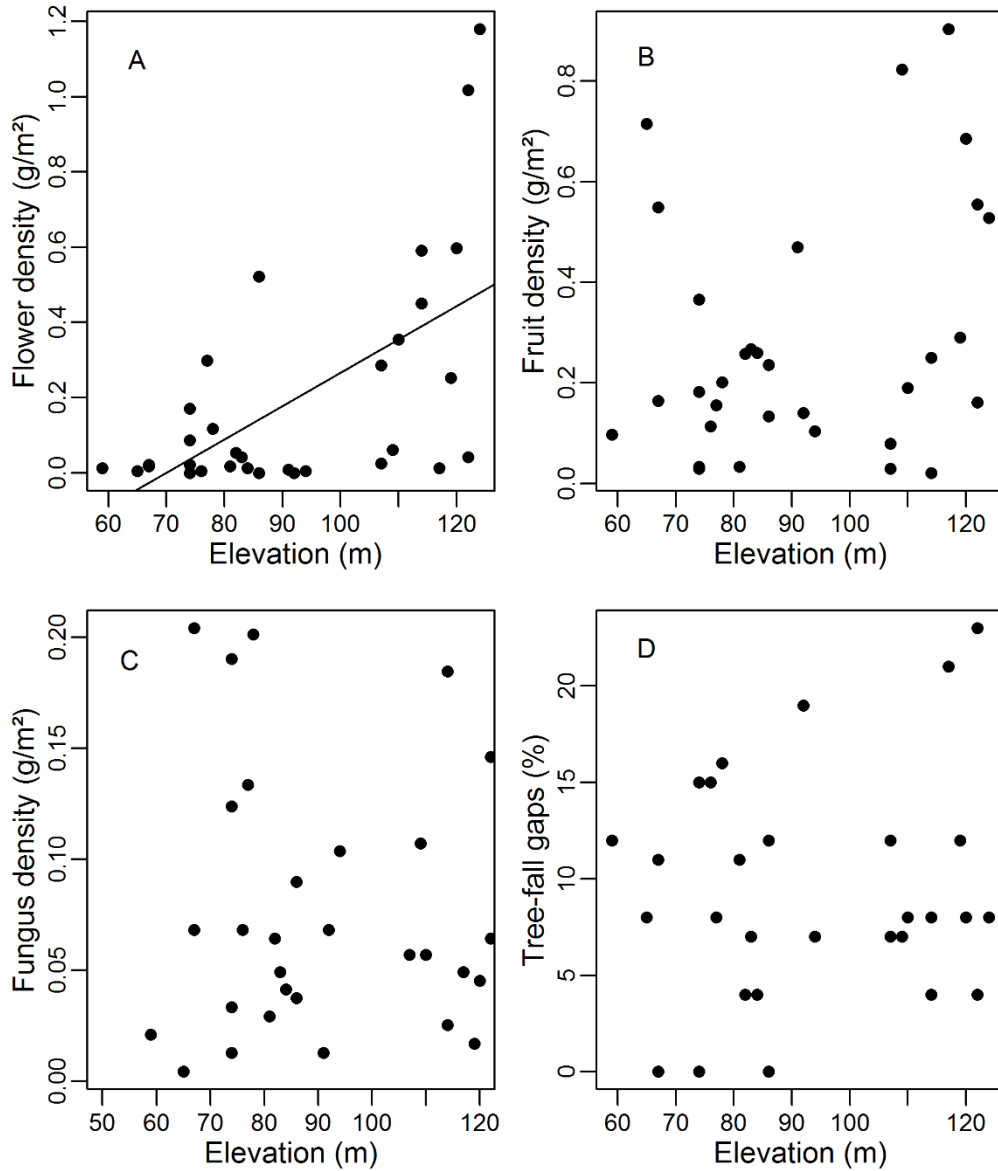 A
Flower density (g/m²)
0.0 0.2 0.4 0.6 0.8 1.0 1.2
60 70 80 90 100 120
Elevation (m)
B
Fruit density (g/m²)
0.0 0.2 0.4 0.6 0.8
60 70 80 90 100 120
Elevation (m)
C
Fungus density (g/m²)
0.00 0.05 0.10 0.15 0.20
50 60 70 80 90 100 120
Elevation (m)
D
Tree-fall gaps (%)
0 5 10 15 20
60 70 80 90 100 120
Elevation (m)